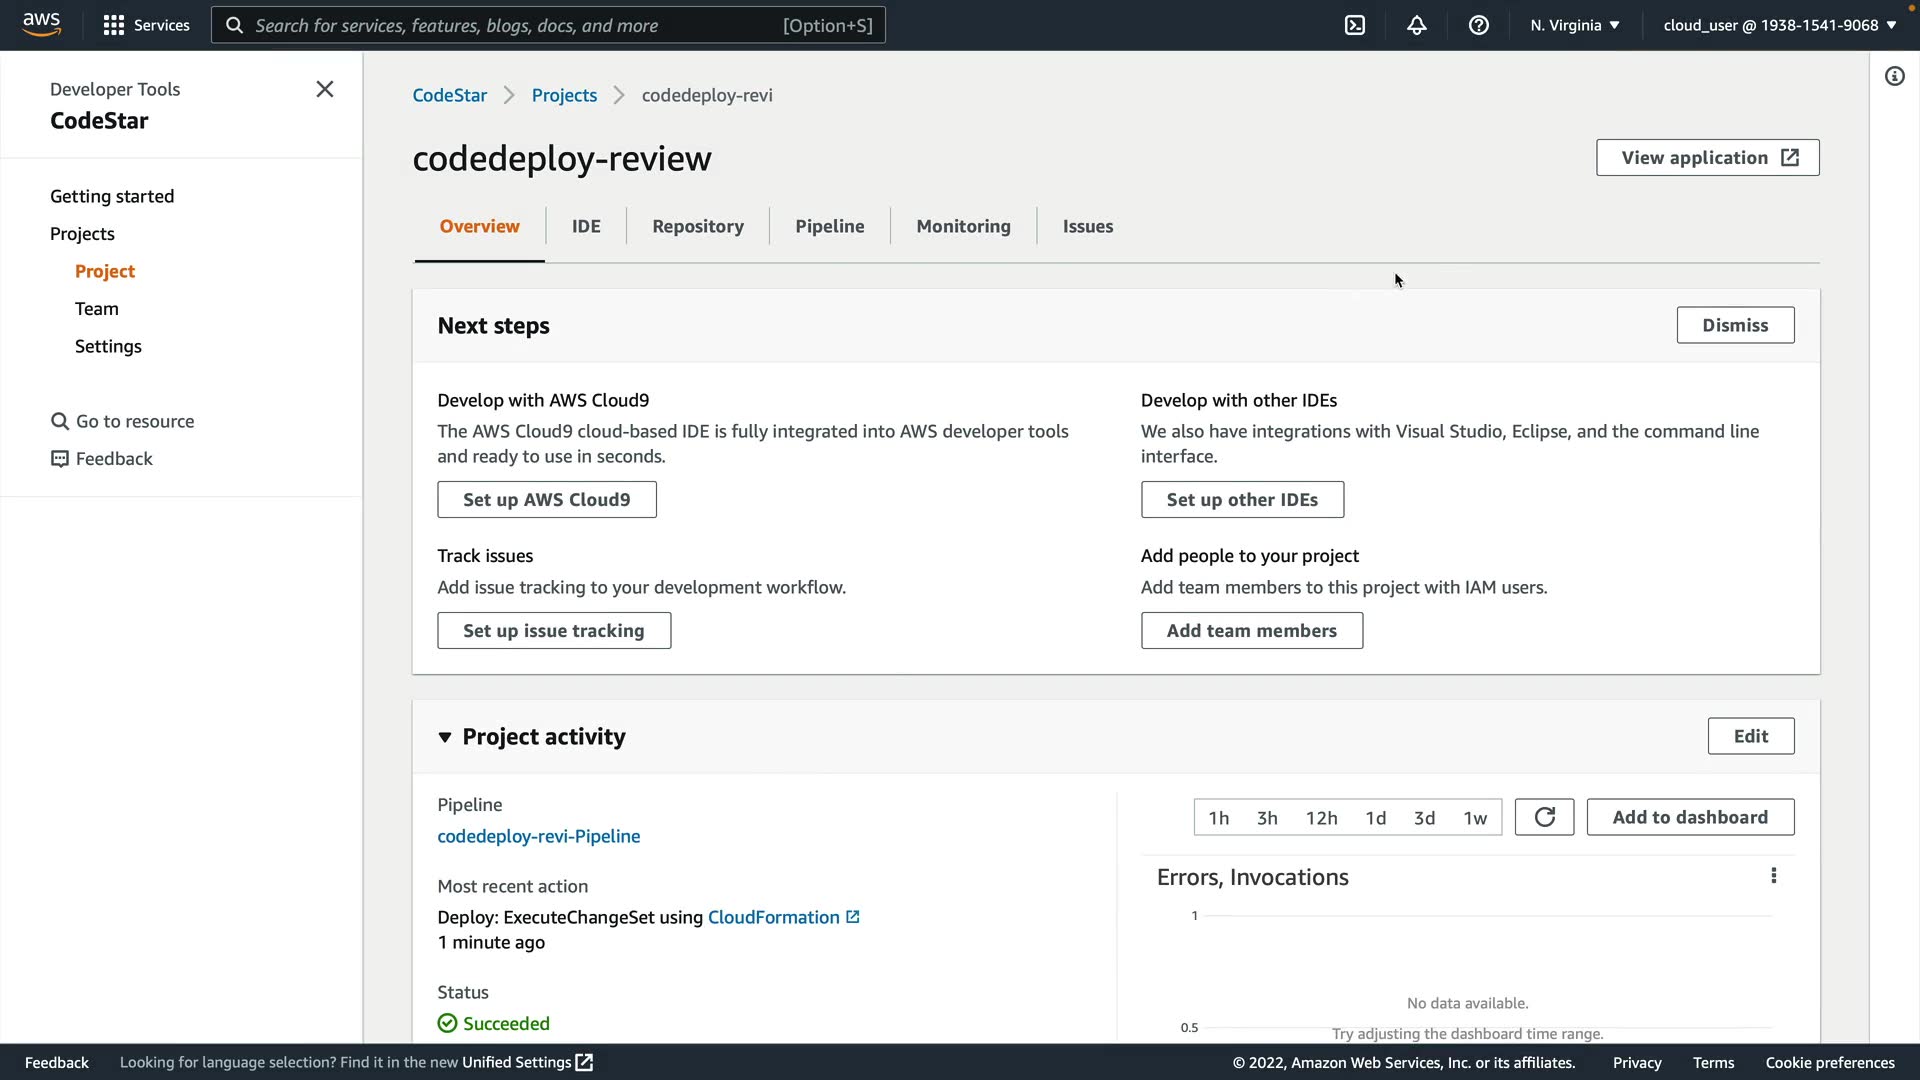 aws
Services
Search for services, features, blogs, docs, and more [Option+S]
N. Virginia ▼
cloud_user @ 1938-1541-9068 ▼
Developer Tools
CodeStar
Getting started
Projects
Project
Team
Settings
Go to resource
Feedback
CodeStar > Projects > codedeploy-revi
codedeploy-review
View application
Overview
IDE
Repository
Pipeline
Monitoring
Issues
Next steps
Dismiss
Develop with AWS Cloud9
The AWS Cloud9 cloud-based IDE is fully integrated into AWS developer tools
and ready to use in seconds.
Set up AWS Cloud9
Develop with other IDEs
We also have integrations with Visual Studio, Eclipse, and the command line
interface.
Set up other IDEs
Track issues
Add issue tracking to your development workflow.
Set up issue tracking
Add people to your project
Add team members to this project with IAM users.
Add team members
▼ Project activity
Edit
Pipeline
codedeploy-revi-Pipeline
Most recent action
Deploy: ExecuteChangeSet using CloudFormation
1 minute ago
Status
Succeeded
1h 3h 12h 1d 3d 1w
Add to dashboard
Errors, Invocations
1
No data available.
0.5
Try adjusting the dashboard time range.
Feedback
Looking for language selection? Find it in the new Unified Settings
© 2022, Amazon Web Services, Inc. or its affiliates.
Privacy
Terms
Cookie preferences